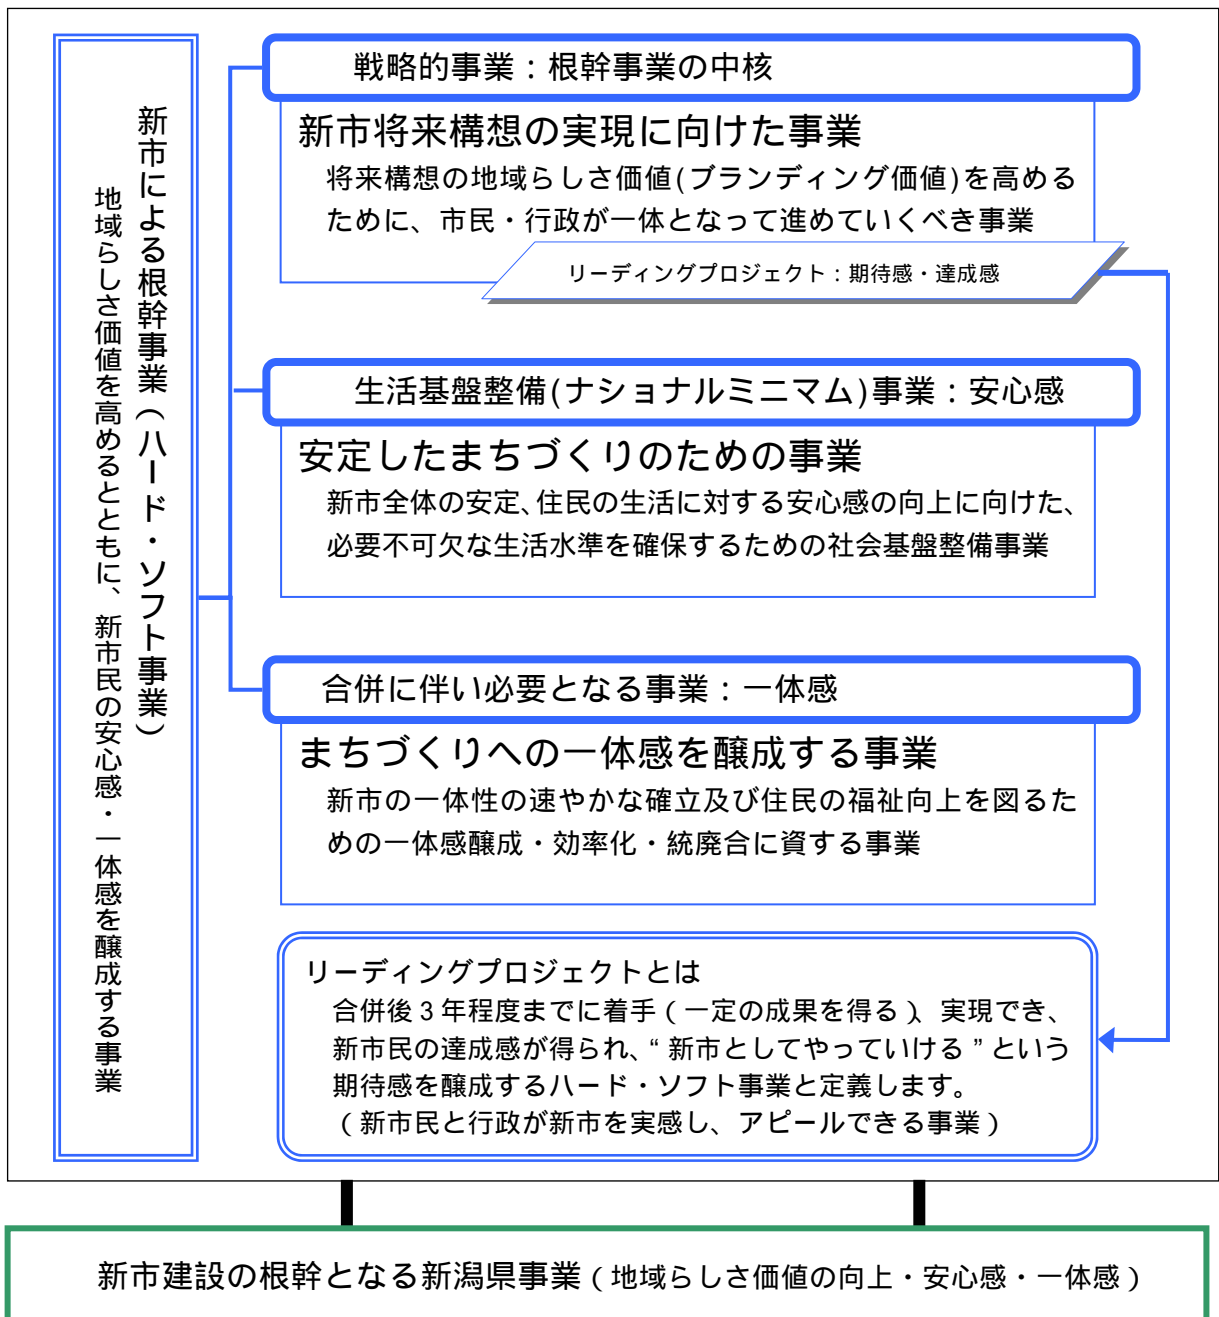 新市による根幹事業（ハード・ソフト事業）
地域らしさ価値を高めるとともに、新市民の安心感・一体感を醸成する事業
戦略的事業：根幹事業の中核
新市将来構想の実現に向けた事業
将来構想の地域らしさ価値(ブランディング価値)を高める
ために、市民・行政が一体となって進めていくべき事業
リーディングプロジェクト：期待感・達成感
生活基盤整備(ナショナルミニマム)事業：安心感
安定したまちづくりのための事業
新市全体の安定、住民の生活に対する安心感の向上に向けた、
必要不可欠な生活水準を確保するための社会基盤整備事業
合併に伴い必要となる事業：一体感
まちづくりへの一体感を醸成する事業
新市の一体性の速やかな確立及び住民の福祉向上を図るた
めの一体感醸成・効率化・統廃合に資する事業
リーディングプロジェクトとは
合併後3年程度までに着手（一定の成果を得る）、実現でき、
新市民の達成感が得られ、“新市としてやっていける”という
期待感を醸成するハード・ソフト事業と定義します。
（新市民と行政が新市を実感し、アピールできる事業）
新市建設の根幹となる新潟県事業（地域らしさ価値の向上・安心感・一体感）